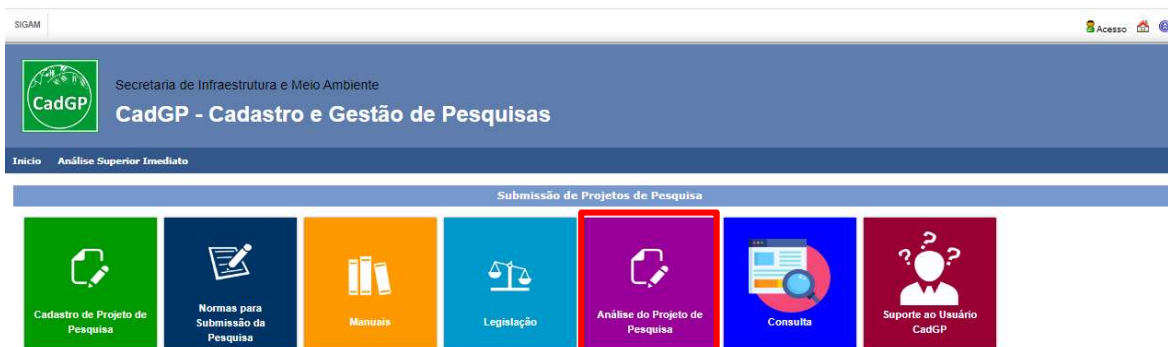 SIGAM
Acesso
CadGP
Secretaria de Infraestrutura e Meio Ambiente
CadGP - Cadastro e Gestão de Pesquisas
Inicio Análise Superior Imediato
Submissão de Projetos de Pesquisa
Cadastro de Projeto de
Pesquisa
Normas para
Submissão da
Pesquisa
Manuais
Legislação
Análise do Projeto de
Pesquisa
Consulta
? ? ?
Suporte ao Usuário
CadGP